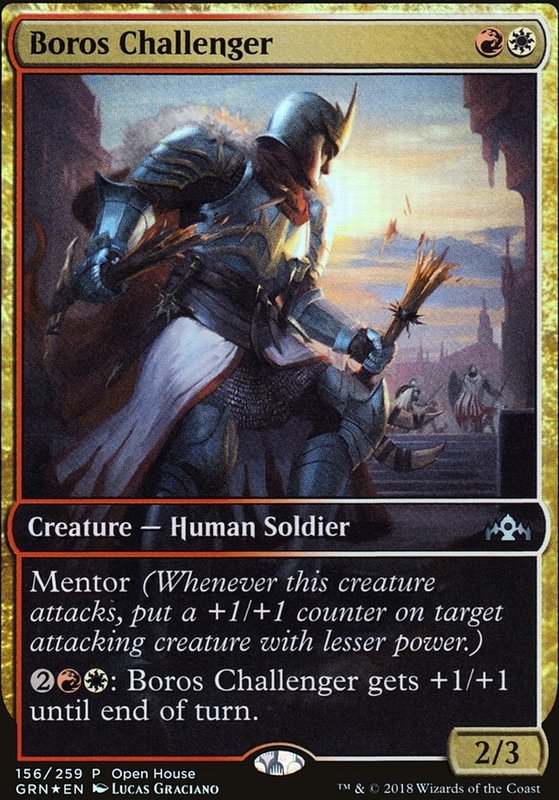 Boros Challenger
Creature — Human Soldier
Mentor (Whenever this creature
attacks, put a +1/+1 counter on target
attacking creature with lesser power.)
2: Boros Challenger gets +1/+1
until end of turn.
2/3
156/259 P Open House
GRN★EN Lucas Graciano
™ & © 2018 Wizards of the Coast